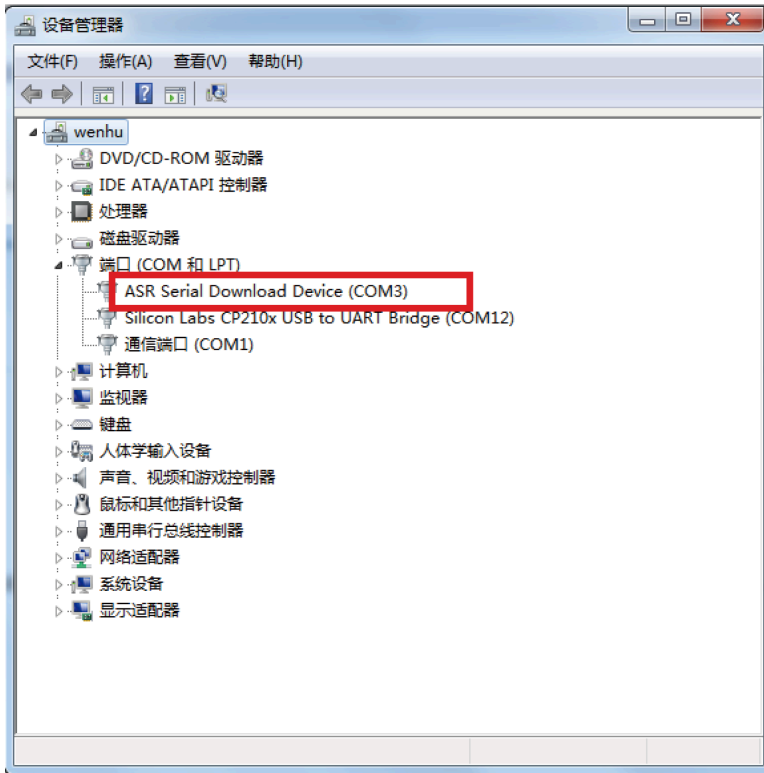 设备管理器
文件(F) 操作(A) 查看(V) 帮助(H)
wenhu
DVD/CD-ROM 驱动器
IDE ATA/ATAPI 控制器
处理器
磁盘驱动器
端口 (COM 和 LPT)
ASR Serial Download Device (COM3)
Silicon Labs CP210x USB to UART Bridge (COM12)
通信端口 (COM1)
计算机
监视器
键盘
人体学输入设备
声音、视频和游戏控制器
鼠标和其他指针设备
通用串行总线控制器
网络适配器
系统设备
显示适配器